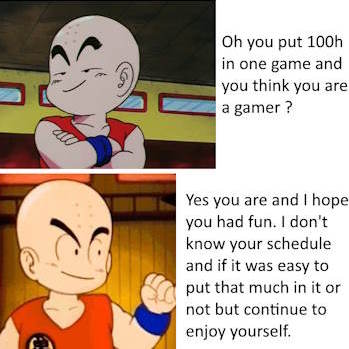 Oh you put 100h
in one game and
you think you are
a gamer ?
Yes you are and I hope
you had fun. I don't
know your schedule
and if it was easy to
put that much in it or
not but continue to
enjoy yourself.